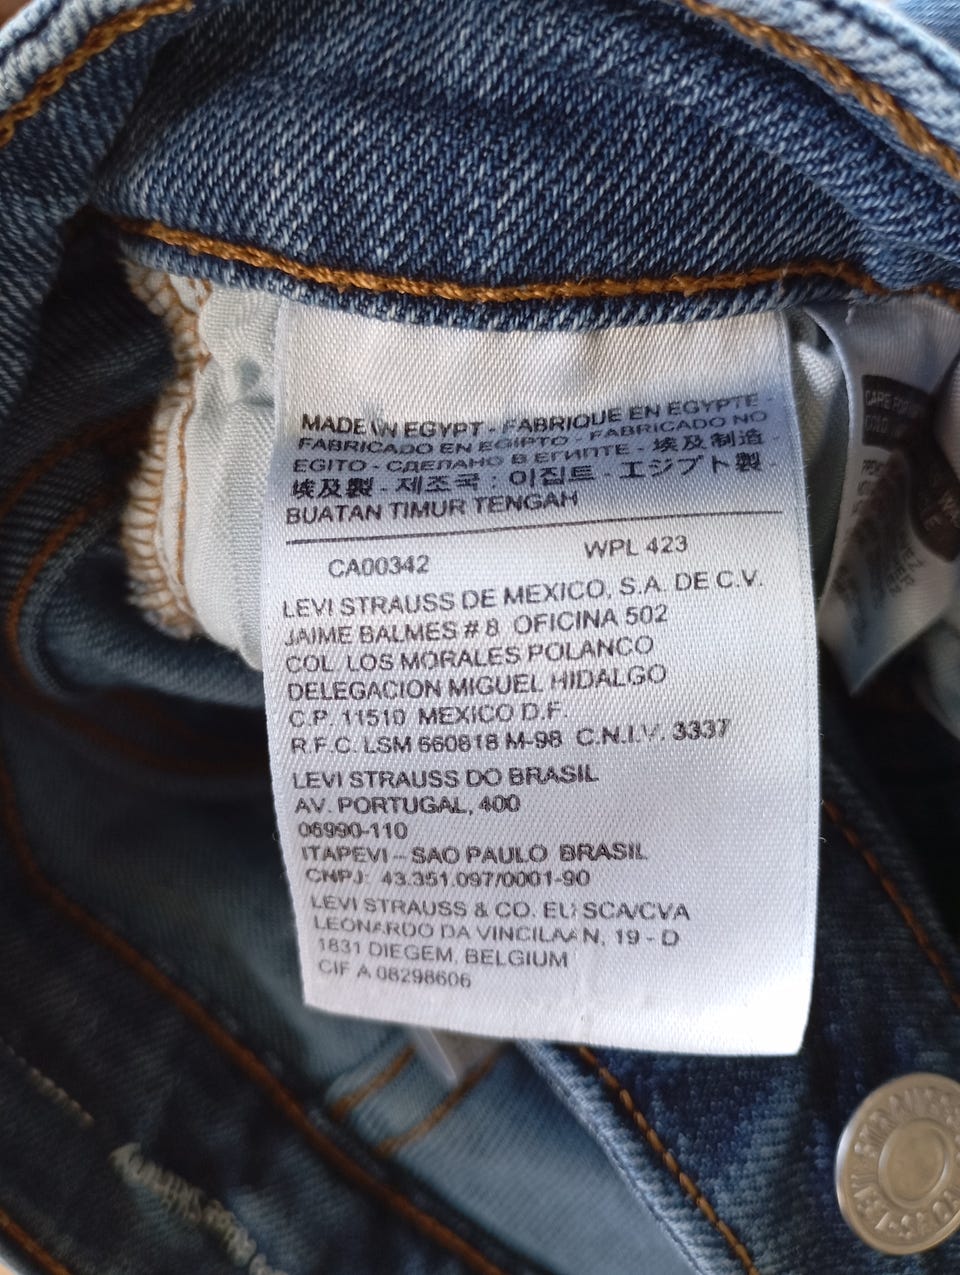 MADE IN EGYPT - FABRIQUE EN EGYPTE
FABRICADO EN EGIPTO - FABRICADO NO
EGITO - СДЕЛАНО В ЕГИПТЕ - 埃及制造 -
埃及製 - 제조국 : 이집트 - エジプト製 -
BUATAN TIMUR TENGAH
CA00342 WPL 423
LEVI STRAUSS DE MEXICO, S.A. DE C.V.
JAIME BALMES # 8 OFICINA 502
COL. LOS MORALES POLANCO
DELEGACION MIGUEL HIDALGO
C.P. 11510 MEXICO D.F.
R.F.C. LSM 660818 M-98 C.N.I.V. 3337
LEVI STRAUSS DO BRASIL
AV. PORTUGAL, 400
06990-110
ITAPEVI - SAO PAULO BRASIL
CNPJ: 43.351.097/0001-90
LEVI STRAUSS & CO. EU SCA/CVA
LEONARDO DA VINCILAAN, 19 - D
1831 DIEGEM, BELGIUM
CIF A 08298606
CARE FOR
COLD